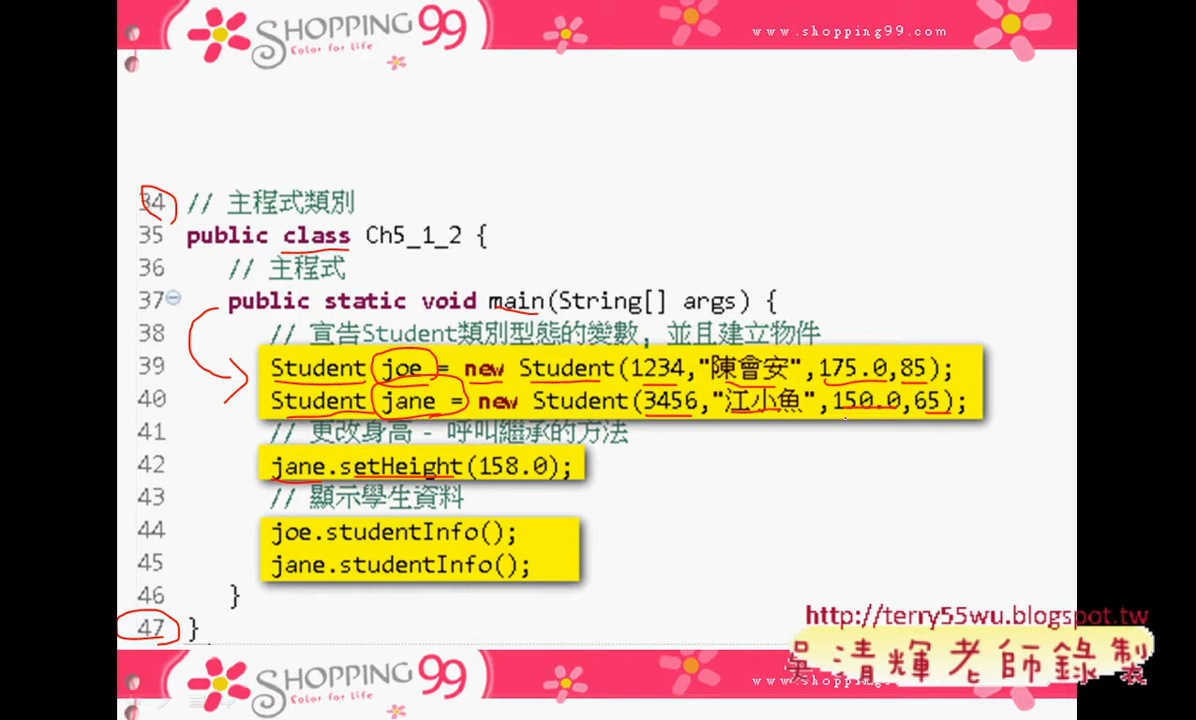 SHOPPING 99
Color for life
www.shopping99.com
34 // 主程式類別
35 public class Ch5_1_2 {
36 // 主程式
37 public static void main(String[] args) {
38 // 宣告Student類別型態的變數, 並且建立物件
39 Student joe = new Student(1234,"陳會安",175.0,85);
40 Student jane = new Student(3456,"江小魚",150.0,65);
41 // 更改身高 - 呼叫繼承的方法
42 jane.setHeight(158.0);
43 // 顯示學生資料
44 joe.studentInfo();
45 jane.studentInfo();
46 }
47 }
http://terry55wu.blogspot.tw
吳清輝老師錄製
SHOPPING 99
Color for life